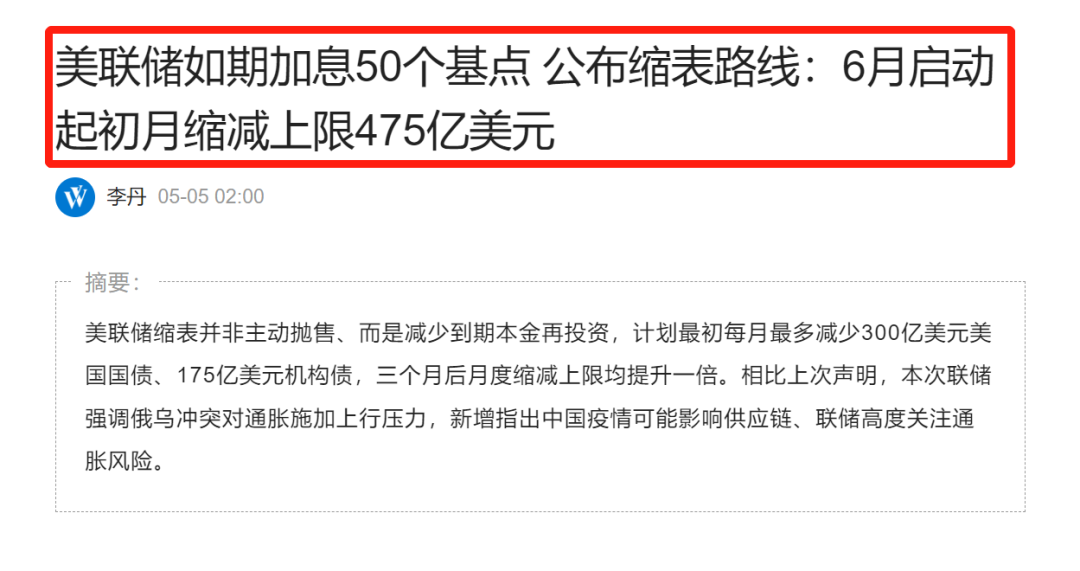 美联储如期加息50个基点 公布缩表路线：6月启动
起初月缩减上限475亿美元
W 李丹 05-05 02:00
摘要：
美联储缩表并非主动抛售、而是减少到期本金再投资，计划最初每月最多减少300亿美元美
国国债、175亿美元机构债，三个月后月度缩减上限均提升一倍。相比上次声明，本次联储
强调俄乌冲突对通胀施加上行压力，新增指出中国疫情可能影响供应链、联储高度关注通
胀风险。